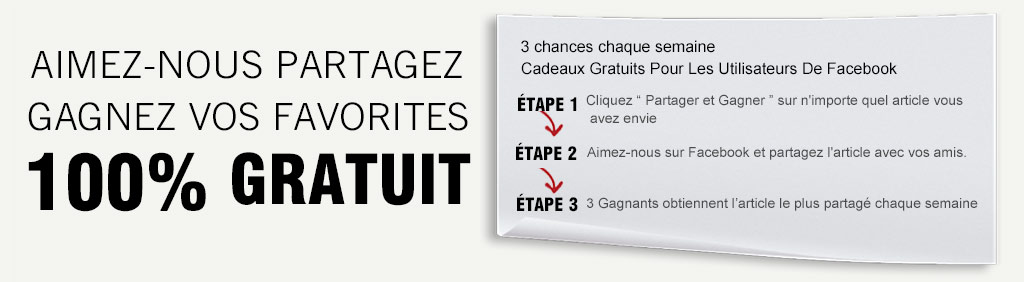 AIMEZ-NOUS PARTAGEZ
GAGNEZ VOS FAVORITES
100% GRATUIT
3 chances chaque semaine
Cadeaux Gratuits Pour Les Utilisateurs De Facebook
ÉTAPE 1 Cliquez “ Partager et Gagner ” sur n'importe quel article vous
avez envie
ÉTAPE 2 Aimez-nous sur Facebook et partagez l'article avec vos amis.
ÉTAPE 3 3 Gagnants obtiennent l’article le plus partagé chaque semaine